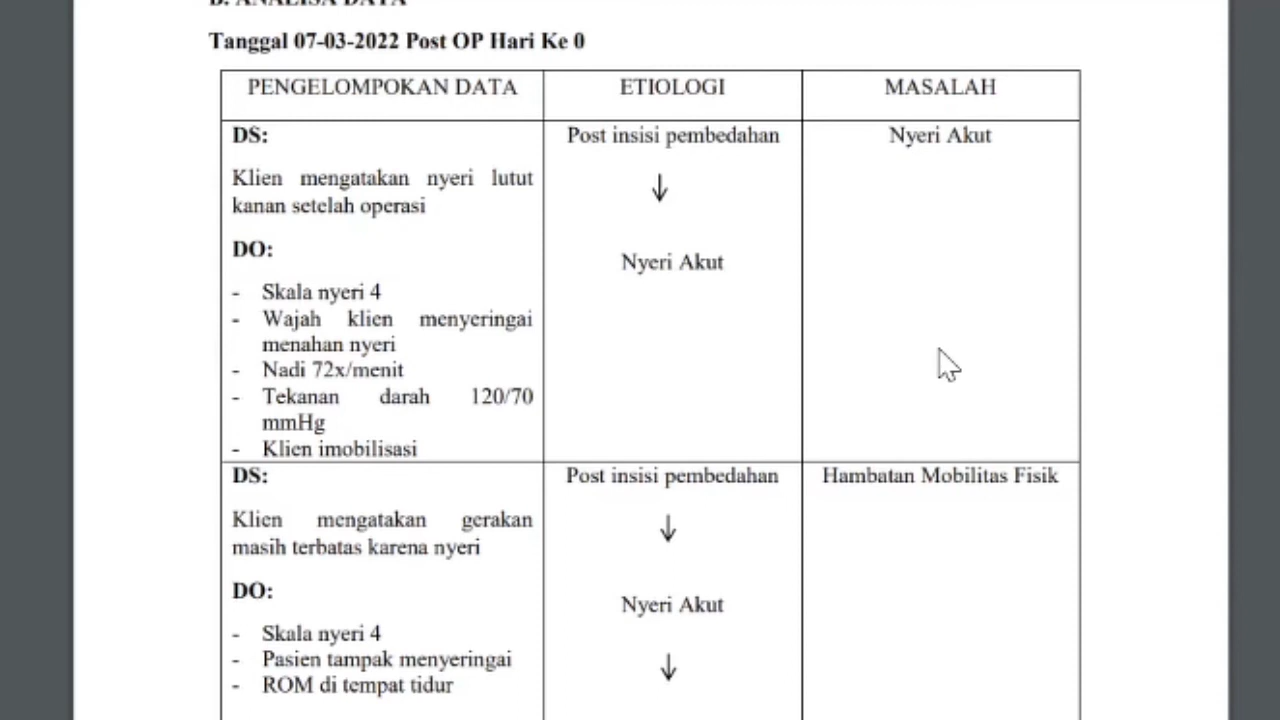 B. ANALISA DATA
Tanggal 07-03-2022 Post OP Hari Ke 0
PENGELOMPOKAN DATA
ETIOLOGI
MASALAH
DS:
Klien mengatakan nyeri lutut
kanan setelah operasi
DO:
- Skala nyeri 4
- Wajah klien menyeringai
menahan nyeri
- Nadi 72x/menit
- Tekanan darah 120/70
mmHg
- Klien imobilisasi
Post insisi pembedahan
↓
Nyeri Akut
Nyeri Akut
DS:
Klien mengatakan gerakan
masih terbatas karena nyeri
DO:
- Skala nyeri 4
- Pasien tampak menyeringai
- ROM di tempat tidur
Post insisi pembedahan
↓
Nyeri Akut
↓
Hambatan Mobilitas Fisik